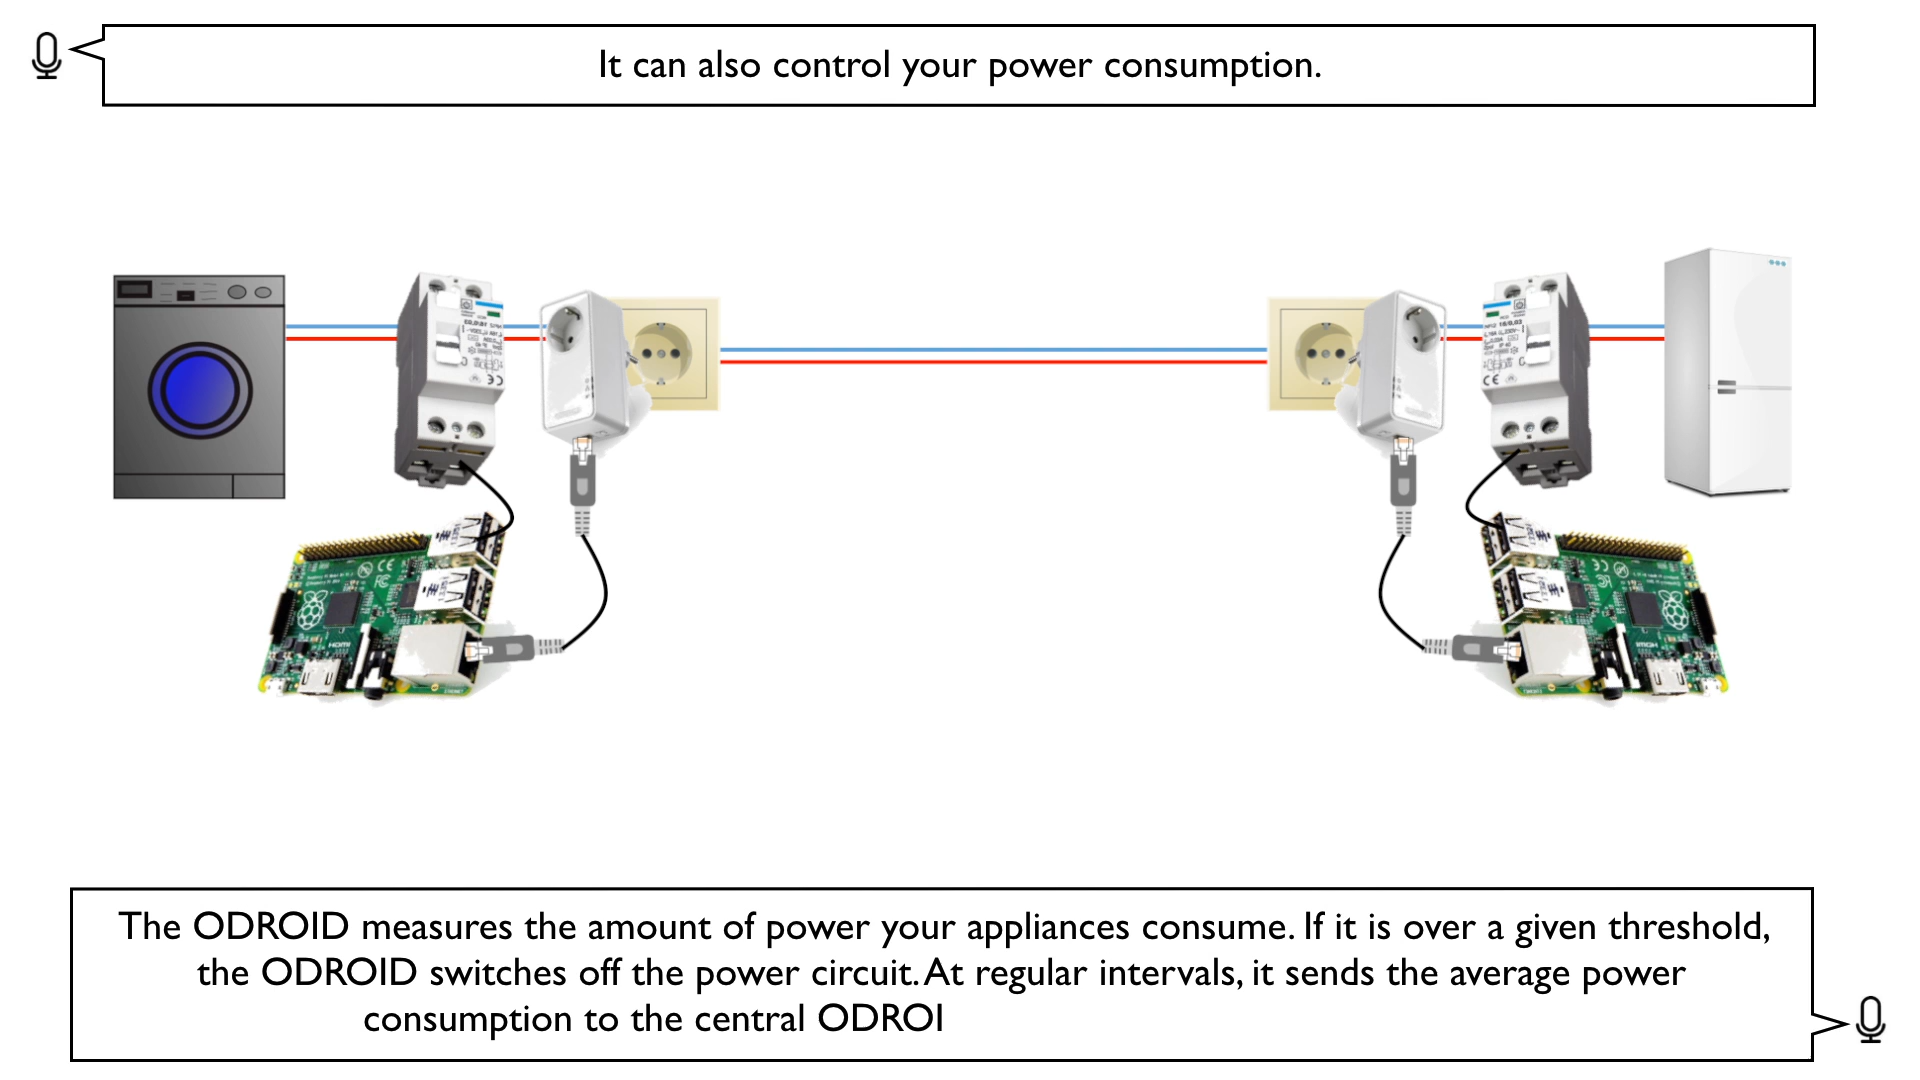 It can also control your power consumption.
The ODROID measures the amount of power your appliances consume. If it is over a given threshold,
the ODROID switches off the power circuit. At regular intervals, it sends the average power
consumption to the central ODROI